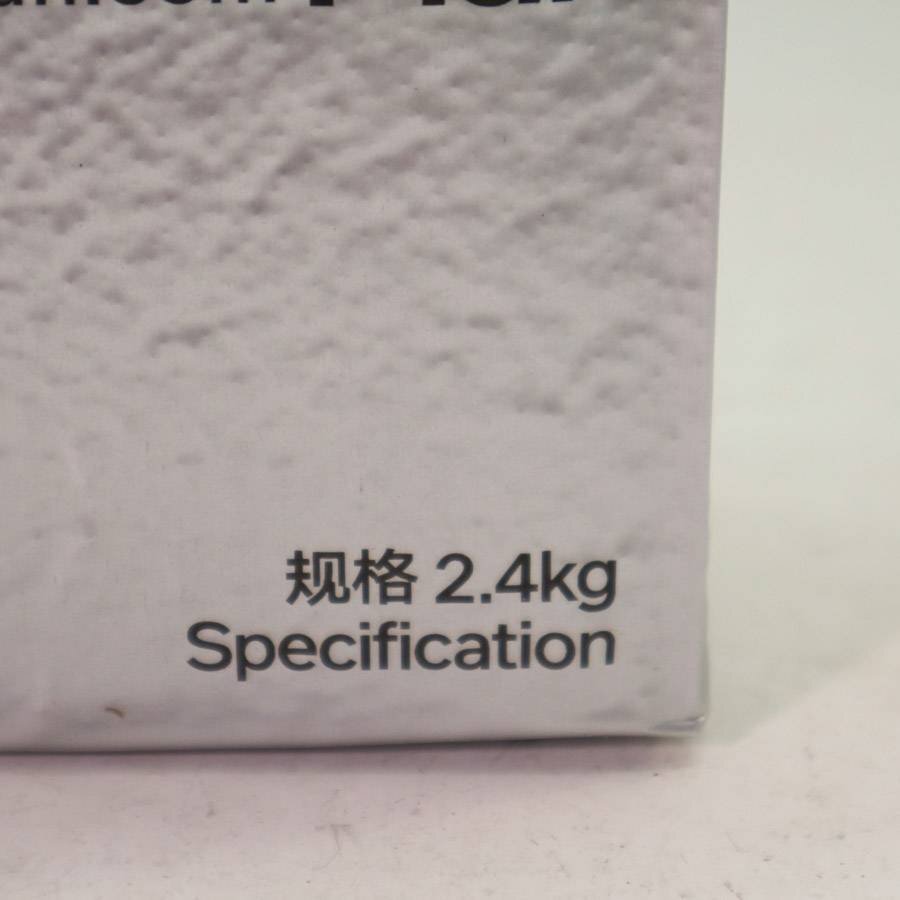 规格 2.4kg
Specification